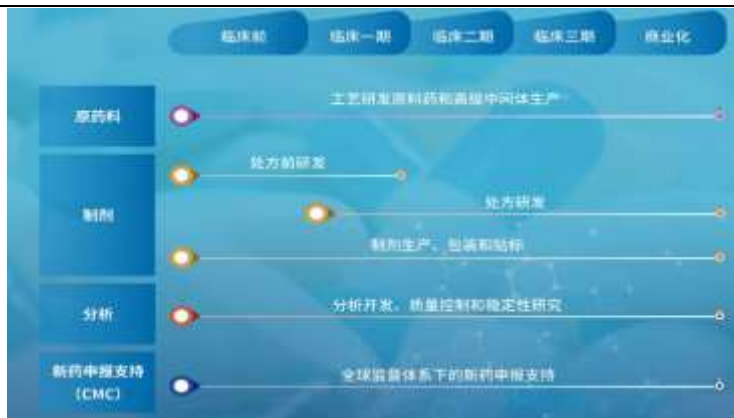 临床前 临床一期 临床二期 临床三期 商业化
原药料
工艺研发原料药和高级中间体生产
制剂
处方前研发
处方研发
制剂生产、包装和贴标
分析
分析开发、质量控制和稳定性研究
新药申报支持
(CMC)
全球监督体系下的新药申报支持